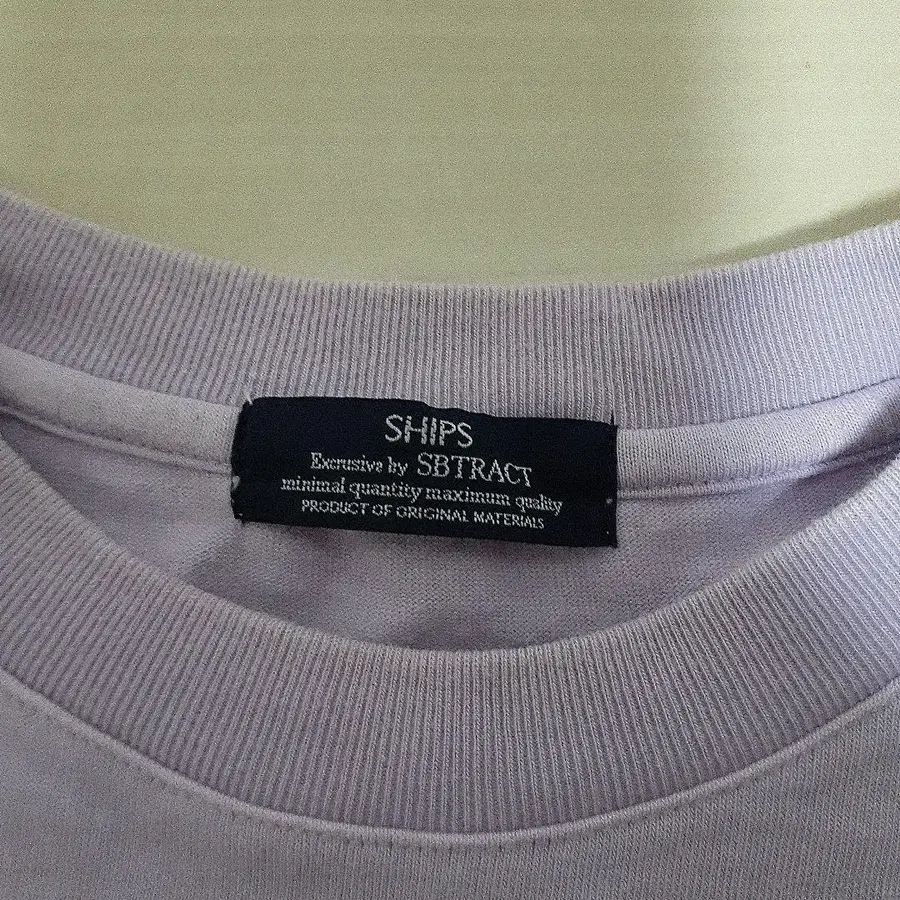 SHIPS
Excrusive by SBTRACT
minimal quantity maximum quality
PRODUCT OF ORIGINAL MATERIALS